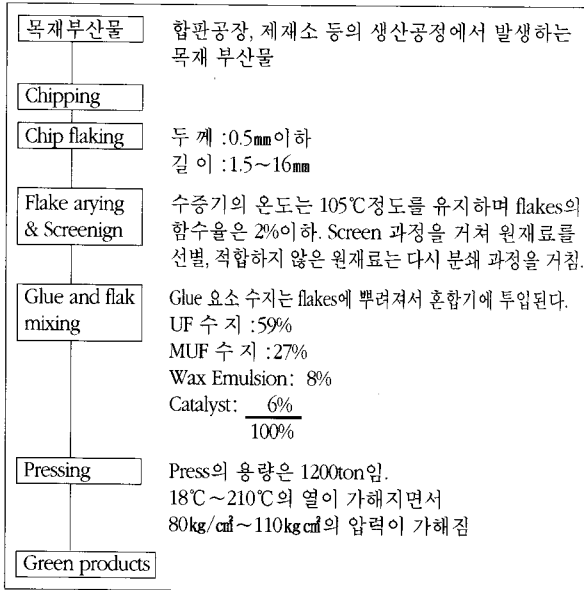 목재부산물 합판공장, 제재소 등의 생산공정에서 발생하는
목재 부산물
Chipping
Chip flaking 두 께 :0.5㎜이하
길 이 :1.5~16㎜
Flake arying 수증기의 온도는 105℃정도를 유지하며 flakes의
& Screenign 함수율은 2%이하. Screen 과정을 거쳐 원재료를
선별, 적합하지 않은 원재료는 다시 분쇄 과정을 거침.
Glue and flak Glue 요소 수지는 flakes에 뿌려져서 혼합기에 투입된다.
mixing UF 수 지 :59%
MUF 수 지 :27%
Wax Emulsion: 8%
Catalyst: 6%
100%
Pressing Press의 용량은 1200ton임.
18℃~210℃의 열이 가해지면서
80kg/㎠~110kg㎠의 압력이 가해짐
Green products